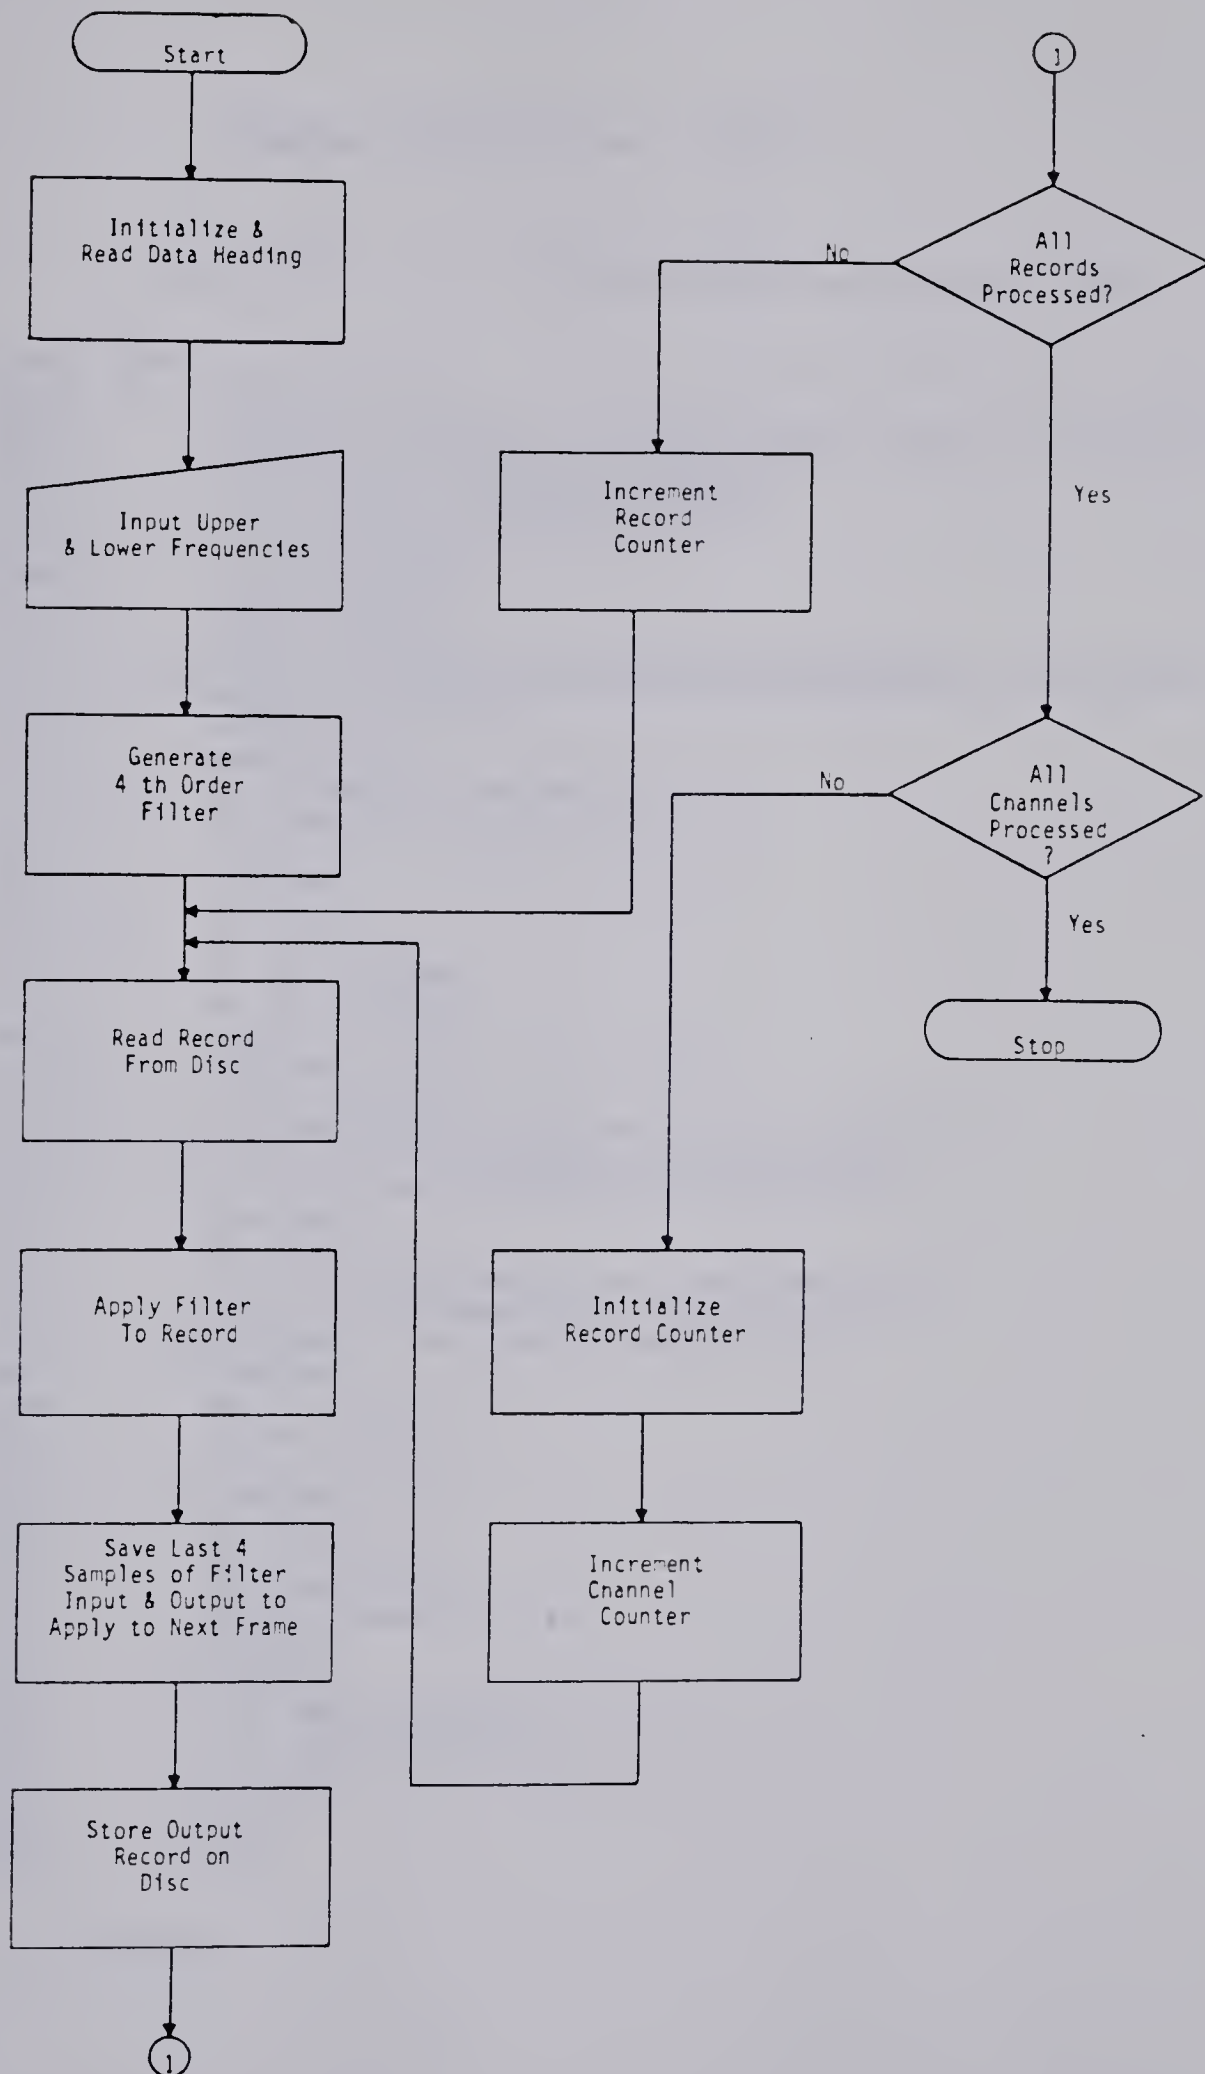 Start
Initialize &
Read Data Heading
Input Upper
& Lower Frequencies
Generate
4 th Order
Filter
Read Record
From Disc
Apply Filter
To Record
Save Last 4
Samples of Filter
Input & Output to
Apply to Next Frame
Store Output
Record on
Disc
1
1
All
Records
Processed?
No
Increment
Record
Counter
Yes
All
Channels
Processed
?
No
Yes
Stop
Initialize
Record Counter
Increment
Channel
Counter